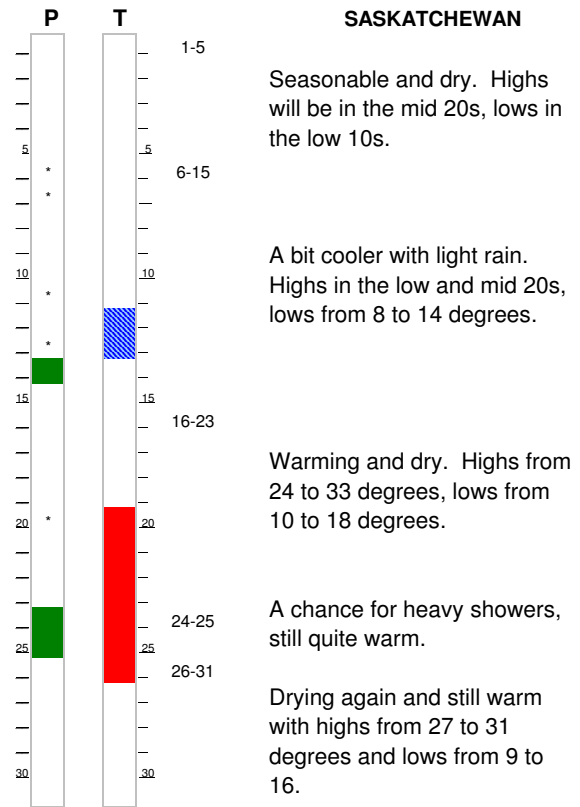 P T SASKATCHEWAN
1-5
Seasonable and dry. Highs
will be in the mid 20s, lows in
the low 10s.
5 5
6-15
*
*
A bit cooler with light rain.
Highs in the low and mid 20s,
lows from 8 to 14 degrees.
10 10
*
*
15 15
16-23
Warming and dry. Highs from
24 to 33 degrees, lows from
10 to 18 degrees.
20 * 20
24-25
A chance for heavy showers,
still quite warm.
25 25
26-31
Drying again and still warm
with highs from 27 to 31
degrees and lows from 9 to
16.
30 30